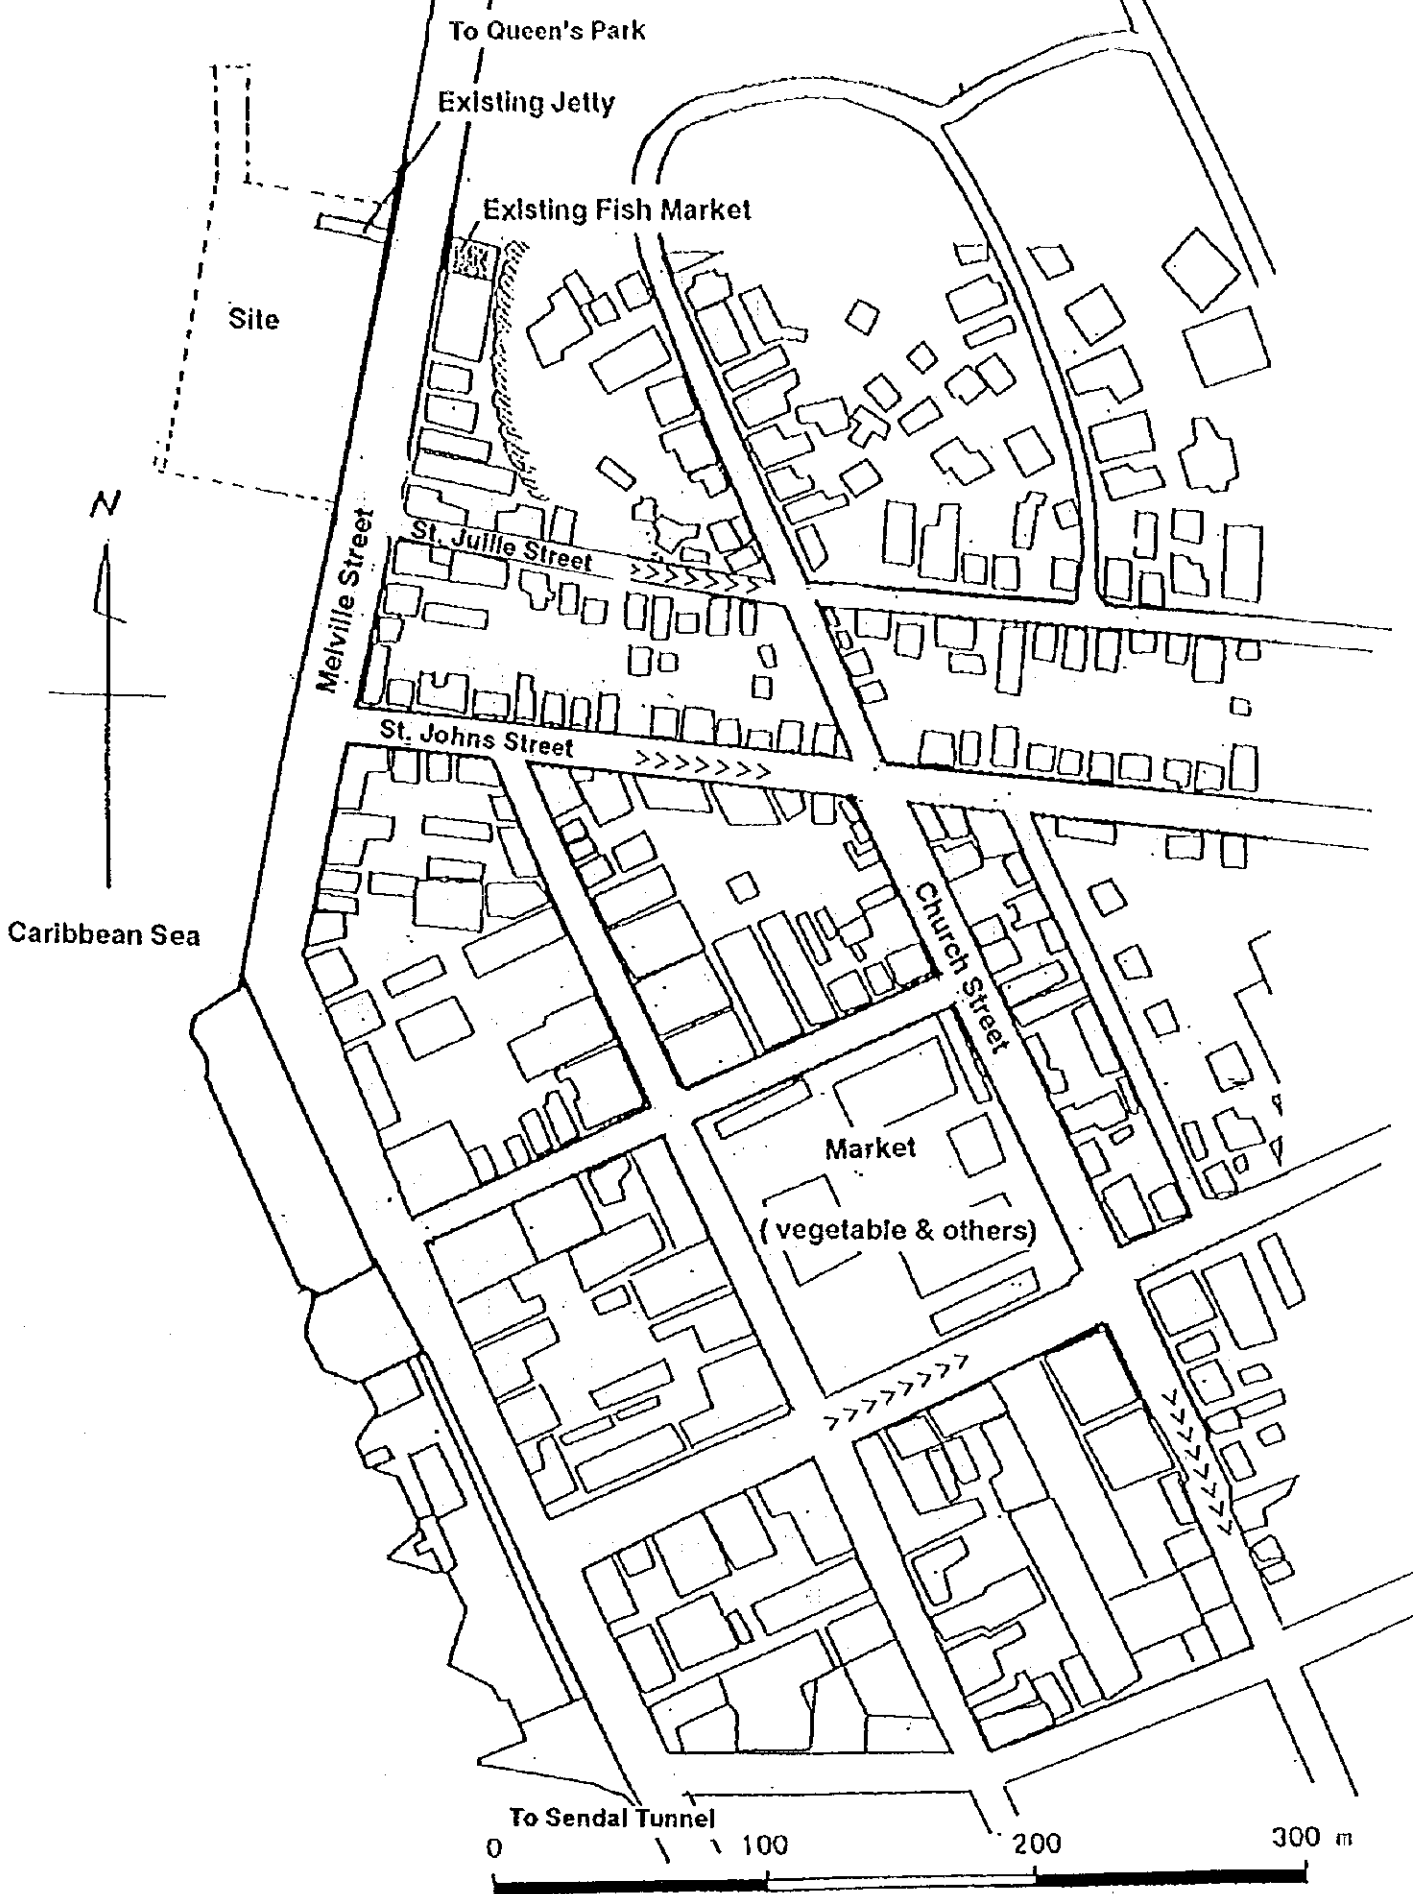 To Queen's Park
Existing Jetty
Existing Fish Market
Site
N
Melville Street
St. Juille Street
>>>>>>>
St. Johns Street
>>>>>>>
Caribbean Sea
Church Street
Market
( vegetable & others)
>>>>>>>>
>>>>>>>>
To Sendal Tunnel
0 100 200 300 m